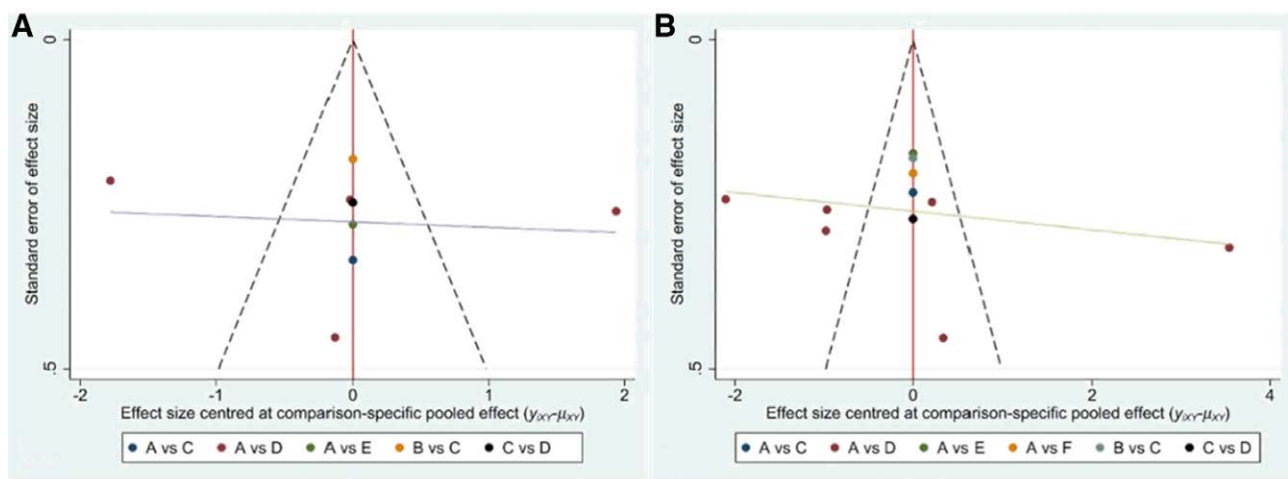 A
0
.5
Standard error of effect size
-2
-1
0
1
2
Effect size centred at comparison-specific pooled effect (yiXY-μXY)
A vs C
A vs D
A vs E
B vs C
C vs D
B
0
.5
Standard error of effect size
-2
0
2
4
Effect size centred at comparison-specific pooled effect (yiXY-μXY)
A vs C
A vs D
A vs E
A vs F
B vs C
C vs D